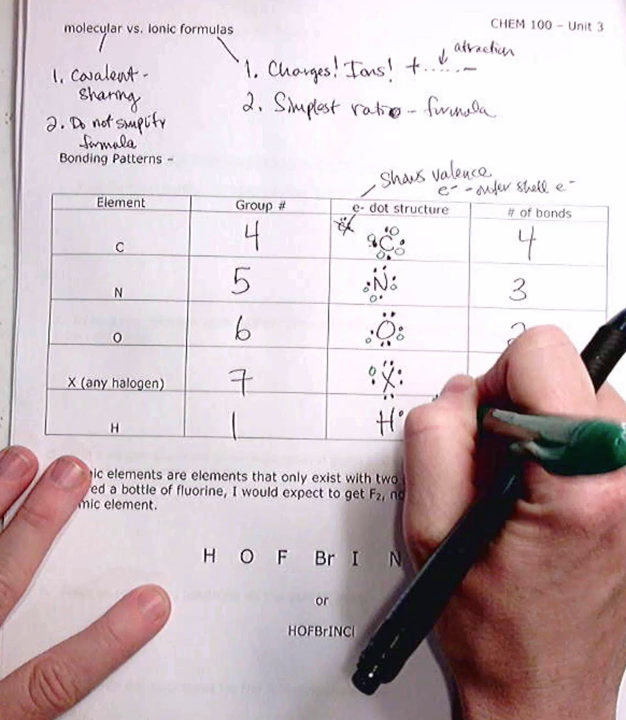 molecular vs. Ionic formulas
CHEM 100 – Unit 3
1. Covalent -
sharing
2. Do not simplify
formula
1. Charges! Ions! + ...... -
attraction
2. Simplest ratio - formula
Bonding Patterns –
shows valence
e- - outer shell e-
Element Group # e- dot structure # of bonds
C 4 C 4
N 5 N 3
O 6 O
X (any halogen) 7 X
H 1 H
ic elements are elements that only exist with two
ed a bottle of fluorine, I would expect to get F₂,
mic element.
H O F Br I N
or
HOFBrINCl